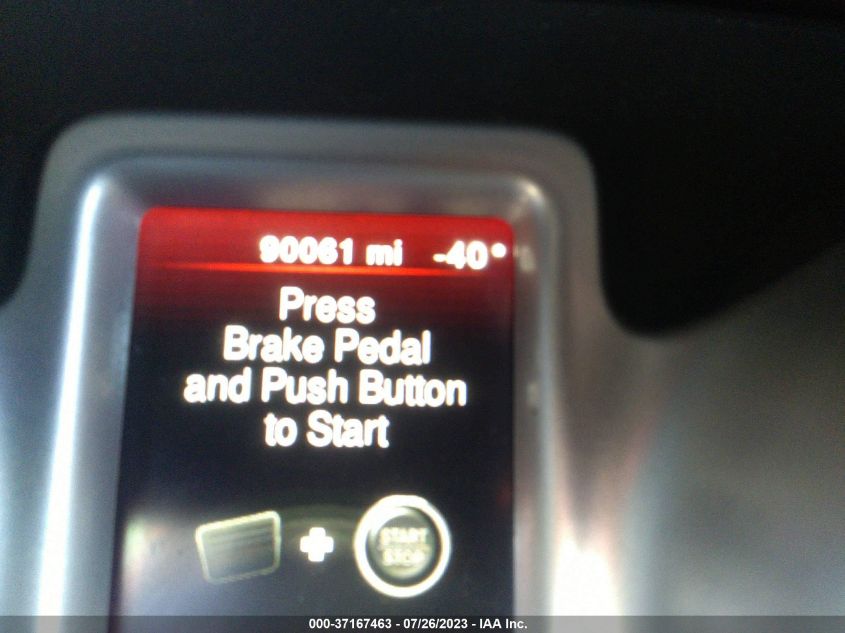 90061 mi -40°
Press
Brake Pedal
and Push Button
to Start
START
STOP
000-37167463 - 07/26/2023 - IAA Inc.